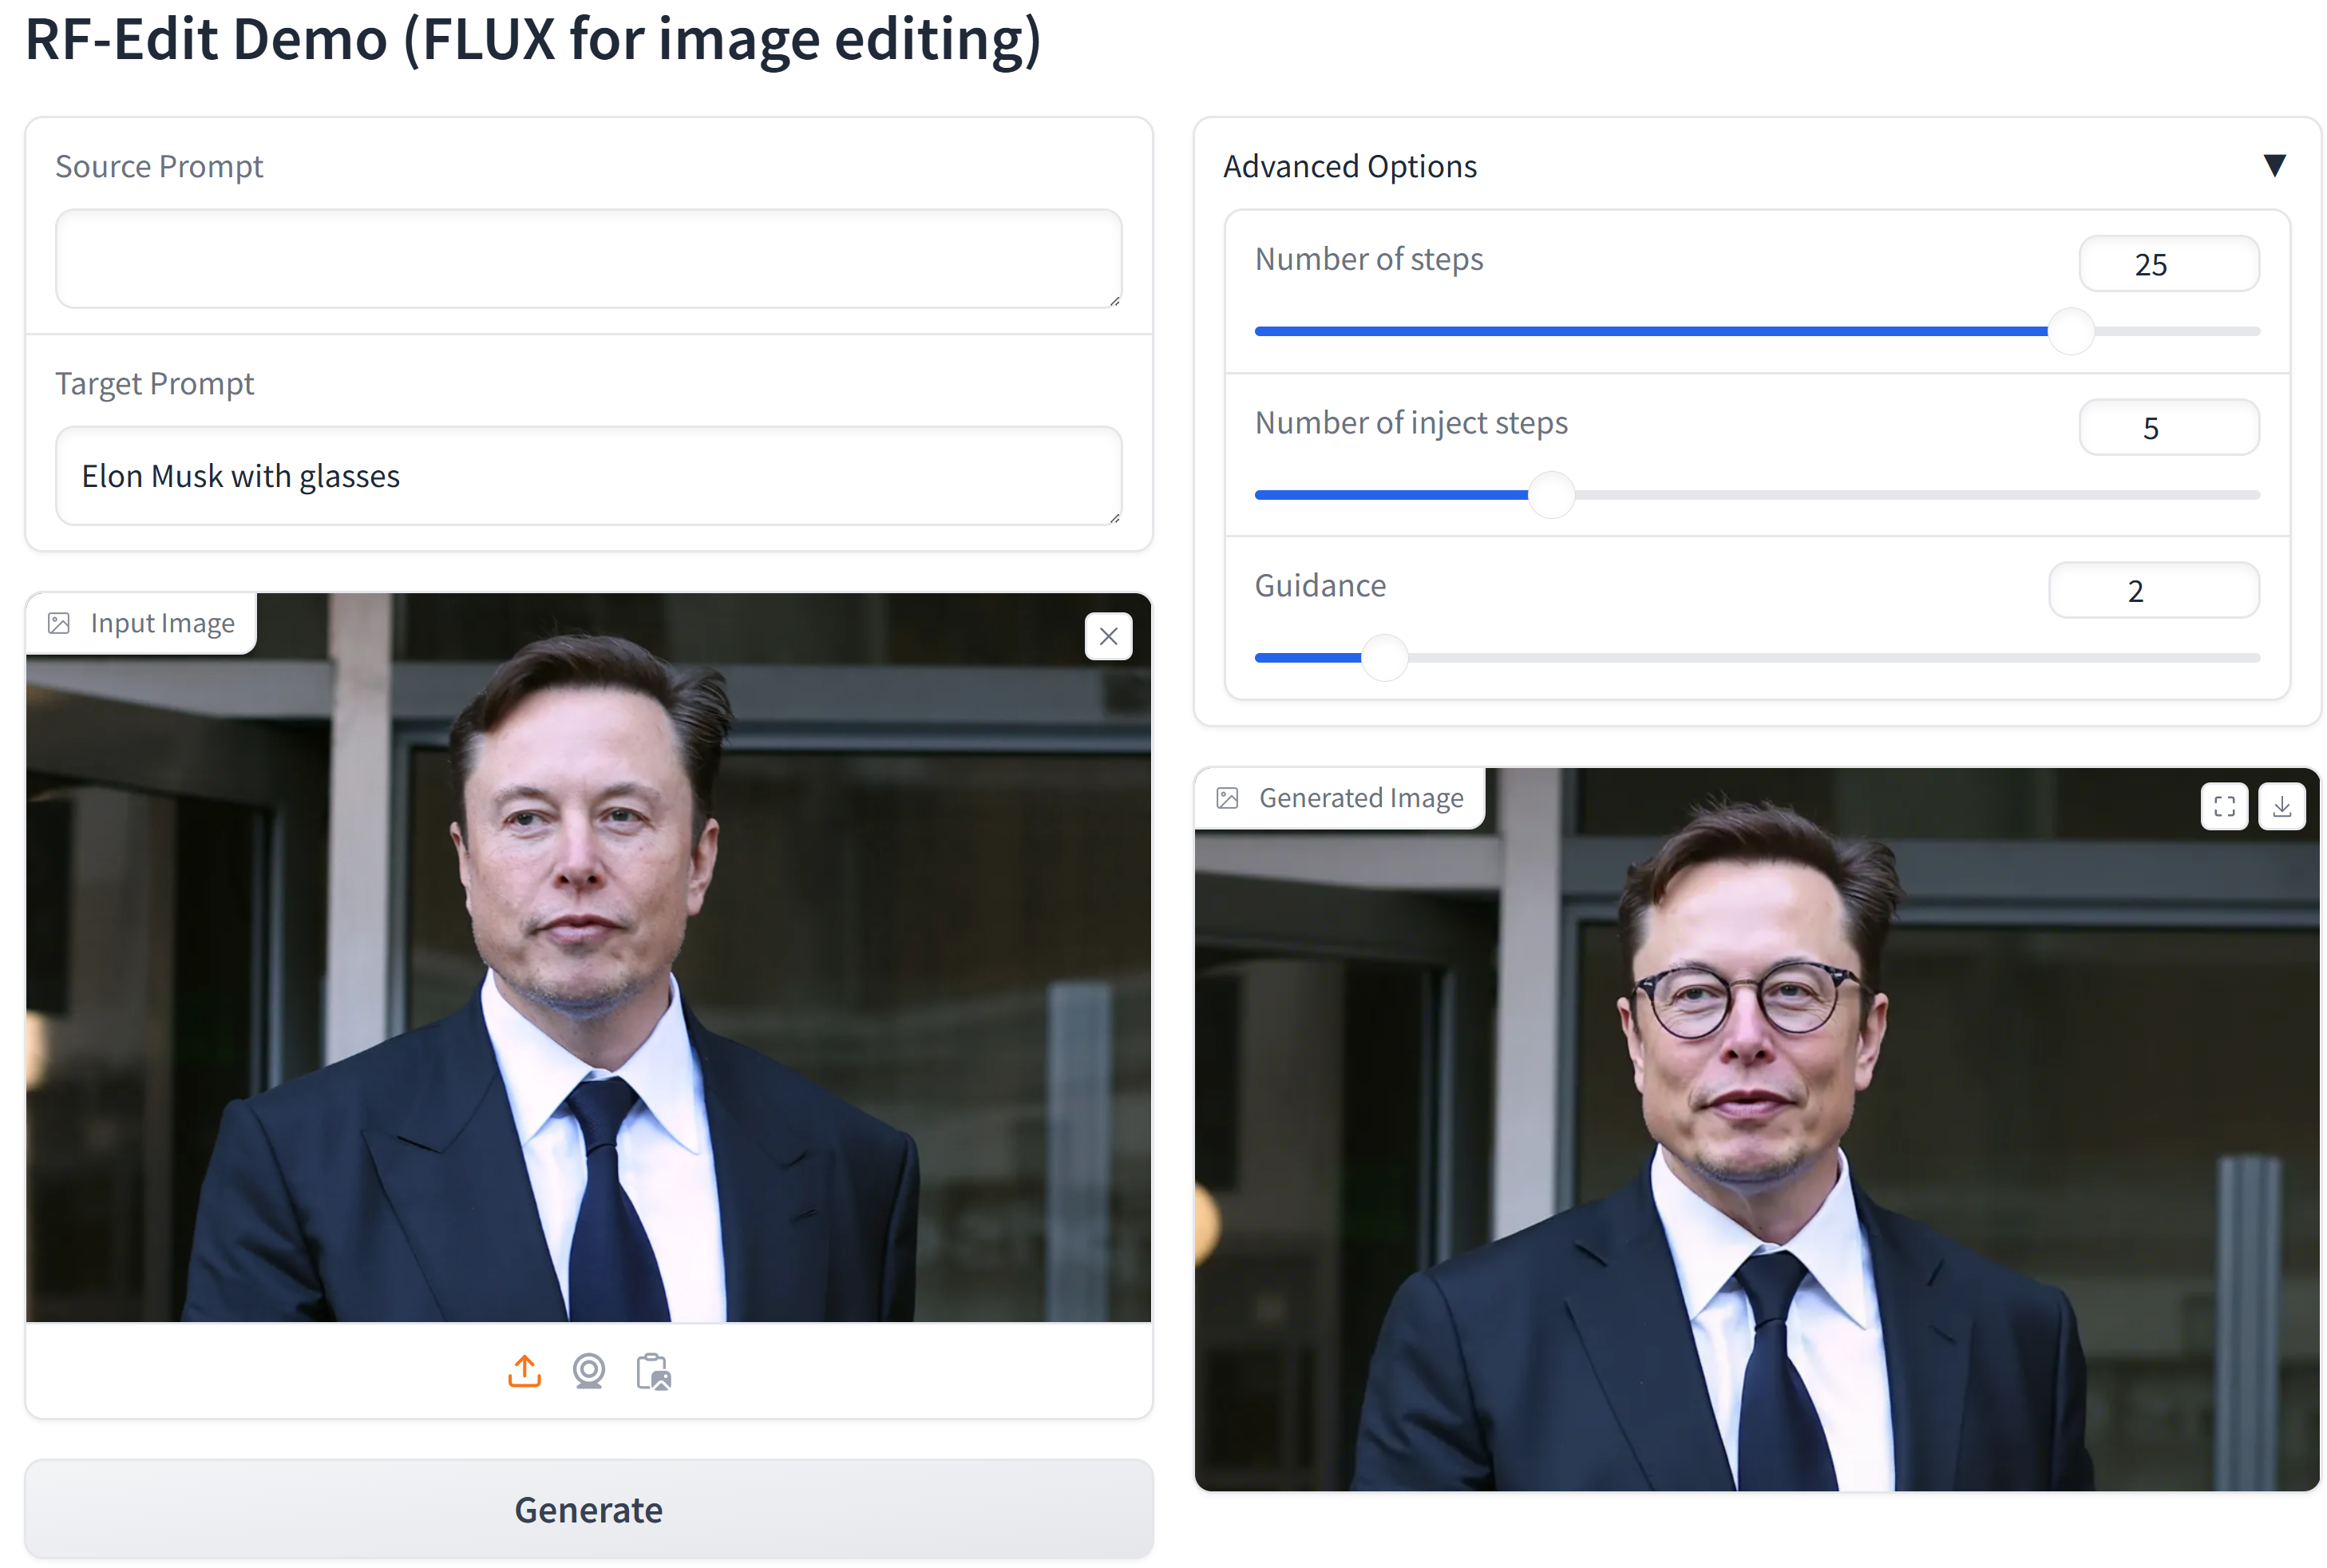 RF-Edit Demo (FLUX for image editing)
Source Prompt
Target Prompt
Elon Musk with glasses
Input Image
Generate
Advanced Options
Number of steps
25
Number of inject steps
5
Guidance
2
Generated Image